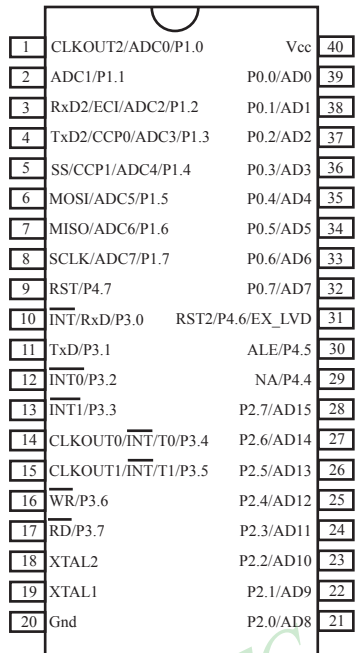 1 CLKOUT2/ADC0/P1.0 Vcc 40
2 ADC1/P1.1 P0.0/AD0 39
3 RxD2/ECI/ADC2/P1.2 P0.1/AD1 38
4 TxD2/CCP0/ADC3/P1.3 P0.2/AD2 37
5 SS/CCP1/ADC4/P1.4 P0.3/AD3 36
6 MOSI/ADC5/P1.5 P0.4/AD4 35
7 MISO/ADC6/P1.6 P0.5/AD5 34
8 SCLK/ADC7/P1.7 P0.6/AD6 33
9 RST/P4.7 P0.7/AD7 32
10 INT/RxD/P3.0 RST2/P4.6/EX_LVD 31
11 TxD/P3.1 ALE/P4.5 30
12 INT0/P3.2 NA/P4.4 29
13 INT1/P3.3 P2.7/AD15 28
14 CLKOUT0/INT/T0/P3.4 P2.6/AD14 27
15 CLKOUT1/INT/T1/P3.5 P2.5/AD13 26
16 WR/P3.6 P2.4/AD12 25
17 RD/P3.7 P2.3/AD11 24
18 XTAL2 P2.2/AD10 23
19 XTAL1 P2.1/AD9 22
20 Gnd P2.0/AD8 21